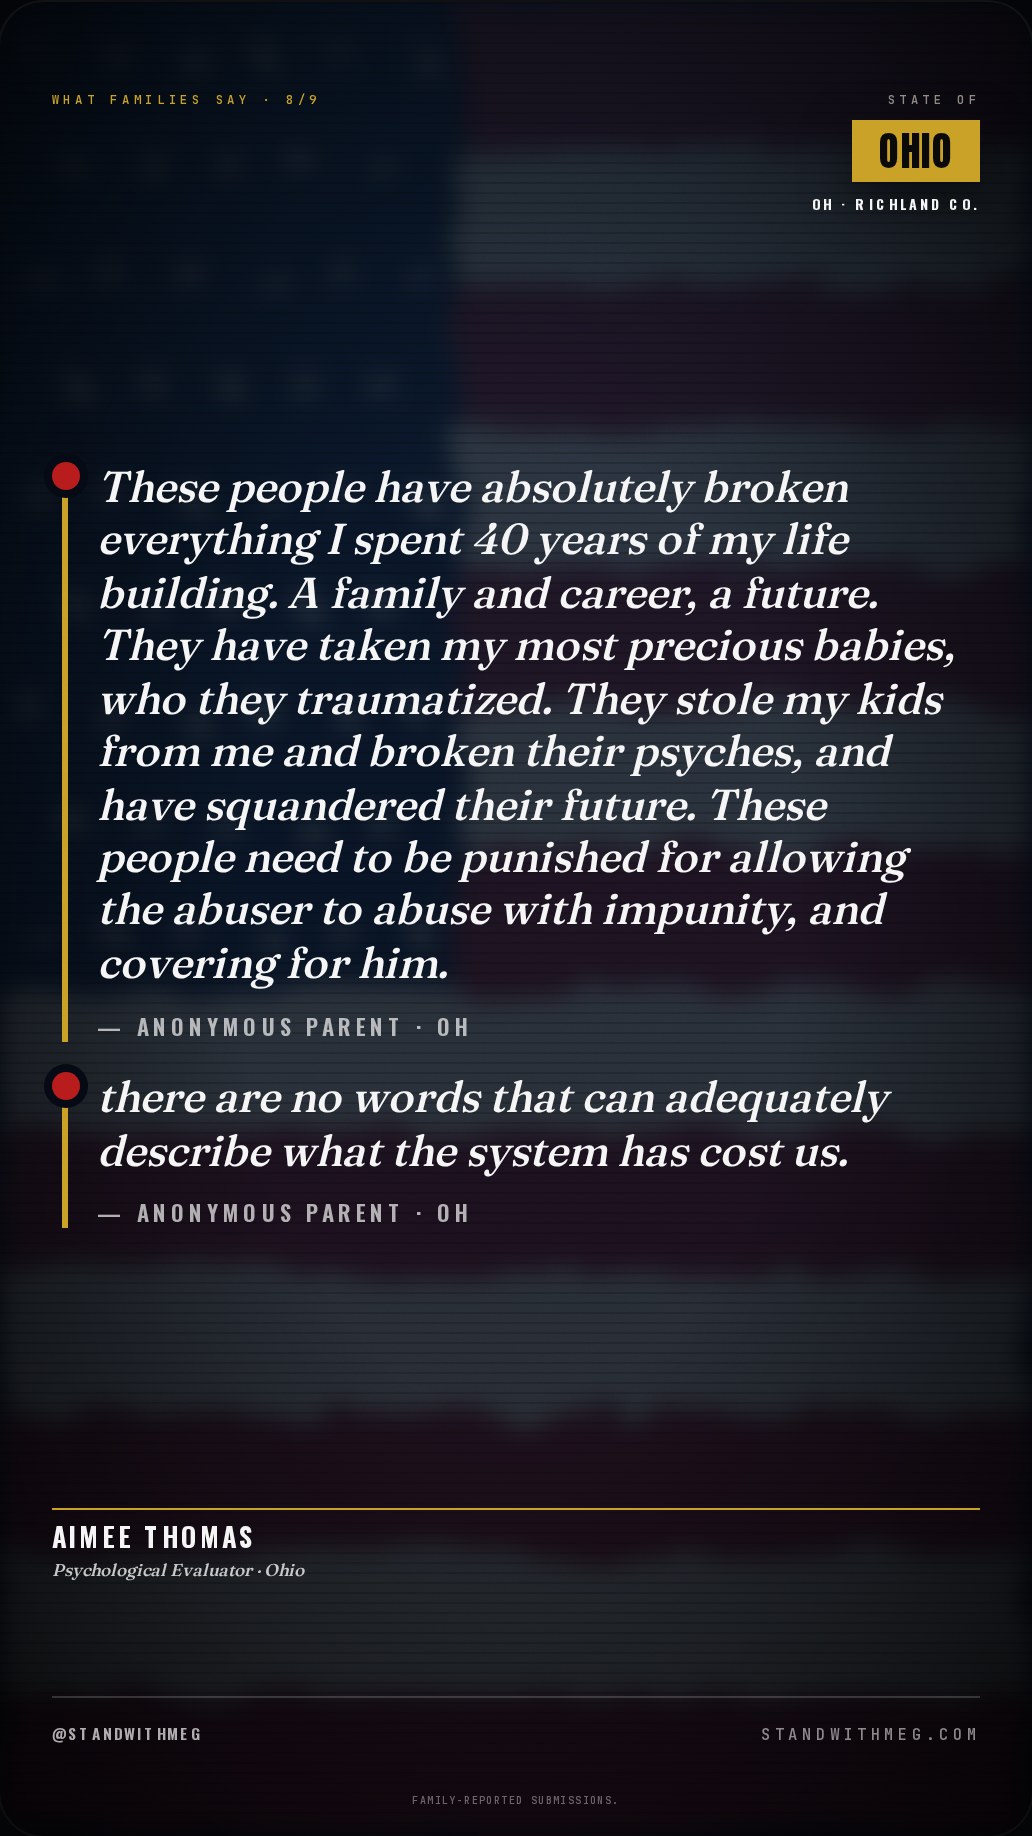 WHAT FAMILIES SAY · 8/9
STATE OF
OHIO
OH · RICHLAND CO.
These people have absolutely broken
everything I spent 40 years of my life
building. A family and career, a future.
They have taken my most precious babies,
who they traumatized. They stole my kids
from me and broken their psyches, and
have squandered their future. These
people need to be punished for allowing
the abuser to abuse with impunity, and
covering for him.
— ANONYMOUS PARENT · OH
there are no words that can adequately
describe what the system has cost us.
— ANONYMOUS PARENT · OH
AIMEE THOMAS
Psychological Evaluator · Ohio
@STANDWITHMEG
STANDWITHMEG.COM
FAMILY-REPORTED SUBMISSIONS.